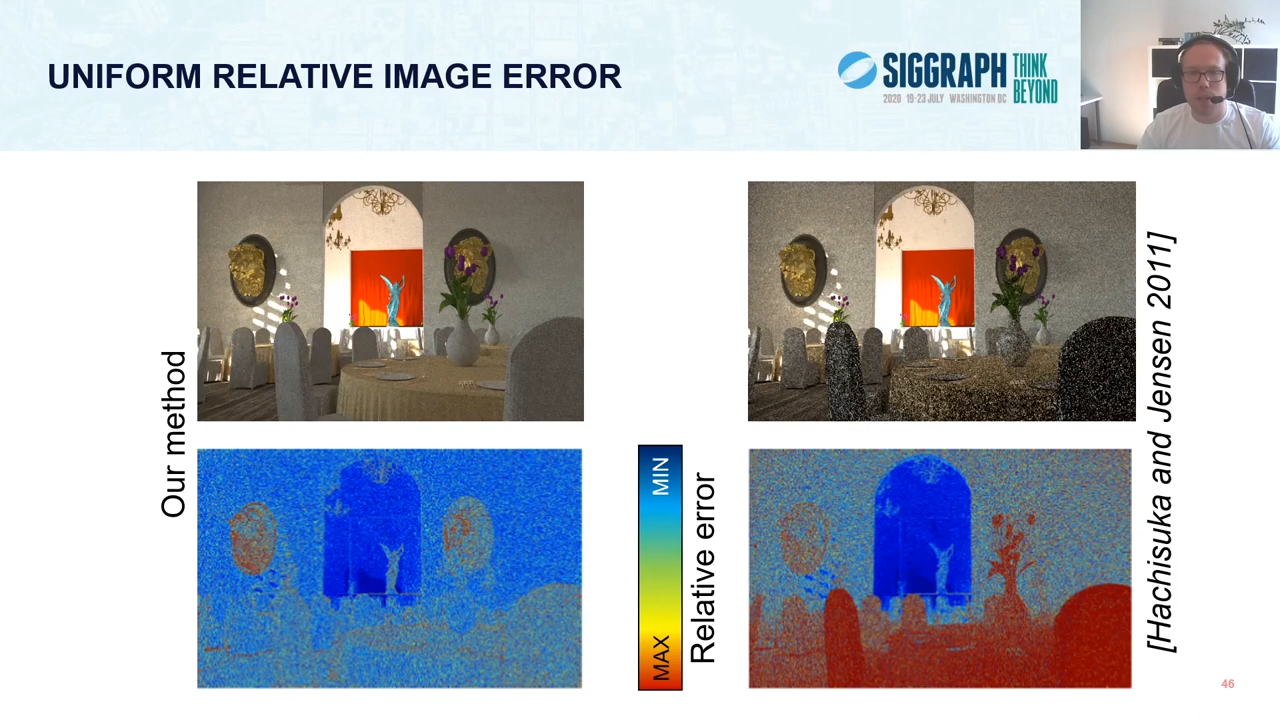 UNIFORM RELATIVE IMAGE ERROR
SIGGRAPH
THINK
BEYOND
2020 19-23 JULY WASHINGTON DC
Our method
MIN
MAX
Relative error
[Hachisuka and Jensen 2011]
46